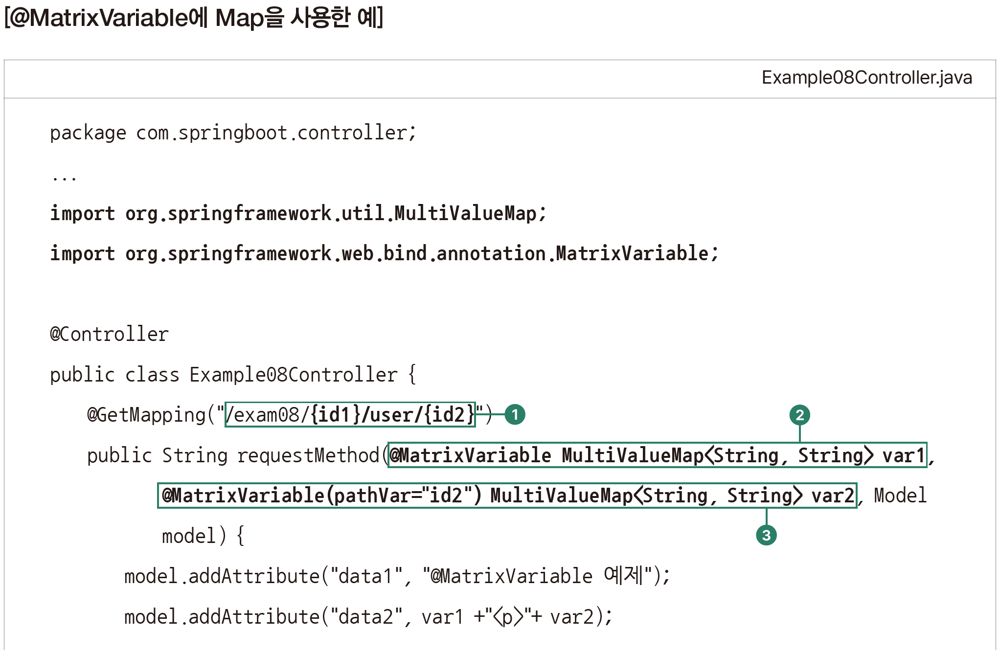 [@MatrixVariable에 Map을 사용한 예]
Example08Controller.java
package com.springboot.controller;
...
import org.springframework.util.MultiValueMap;
import org.springframework.web.bind.annotation.MatrixVariable;
@Controller
public class Example08Controller {
@GetMapping("/exam08/{id1}/user/{id2}") 1
2
public String requestMethod(@MatrixVariable MultiValueMap<String, String> var1,
@MatrixVariable(pathVar="id2") MultiValueMap<String, String> var2, Model
model) {
3
model.addAttribute("data1", "@MatrixVariable 예제");
model.addAttribute("data2", var1 +"<p>"+ var2);